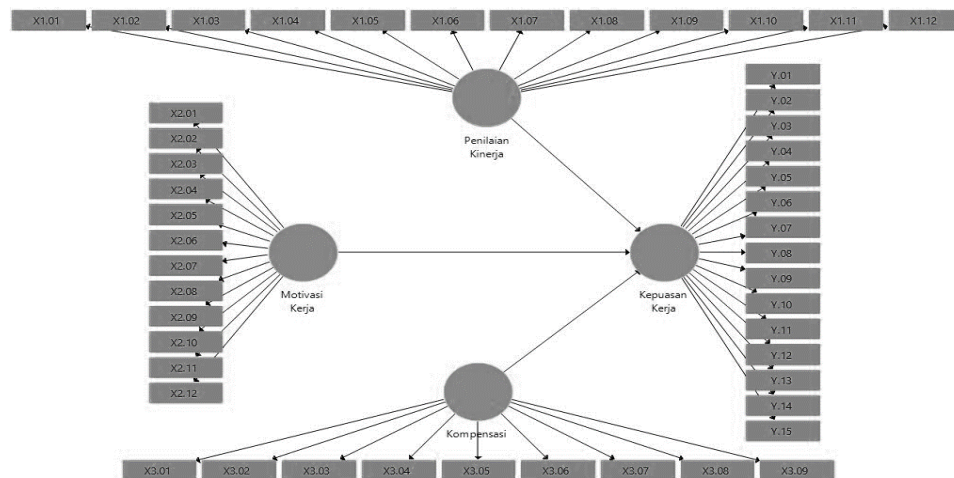 X1.01 X1.02 X1.03 X1.04 X1.05 X1.06 X1.07 X1.08 X1.09 X1.10 X1.11 X1.12
Penilaian
Kinerja
X2.01
X2.02
X2.03
X2.04
X2.05
X2.06
X2.07
X2.08
X2.09
X2.10
X2.11
X2.12
Motivasi
Kerja
Kepuasan
Kerja
Y.01
Y.02
Y.03
Y.04
Y.05
Y.06
Y.07
Y.08
Y.09
Y.10
Y.11
Y.12
Y.13
Y.14
Y.15
Kompensasi
X3.01 X3.02 X3.03 X3.04 X3.05 X3.06 X3.07 X3.08 X3.09